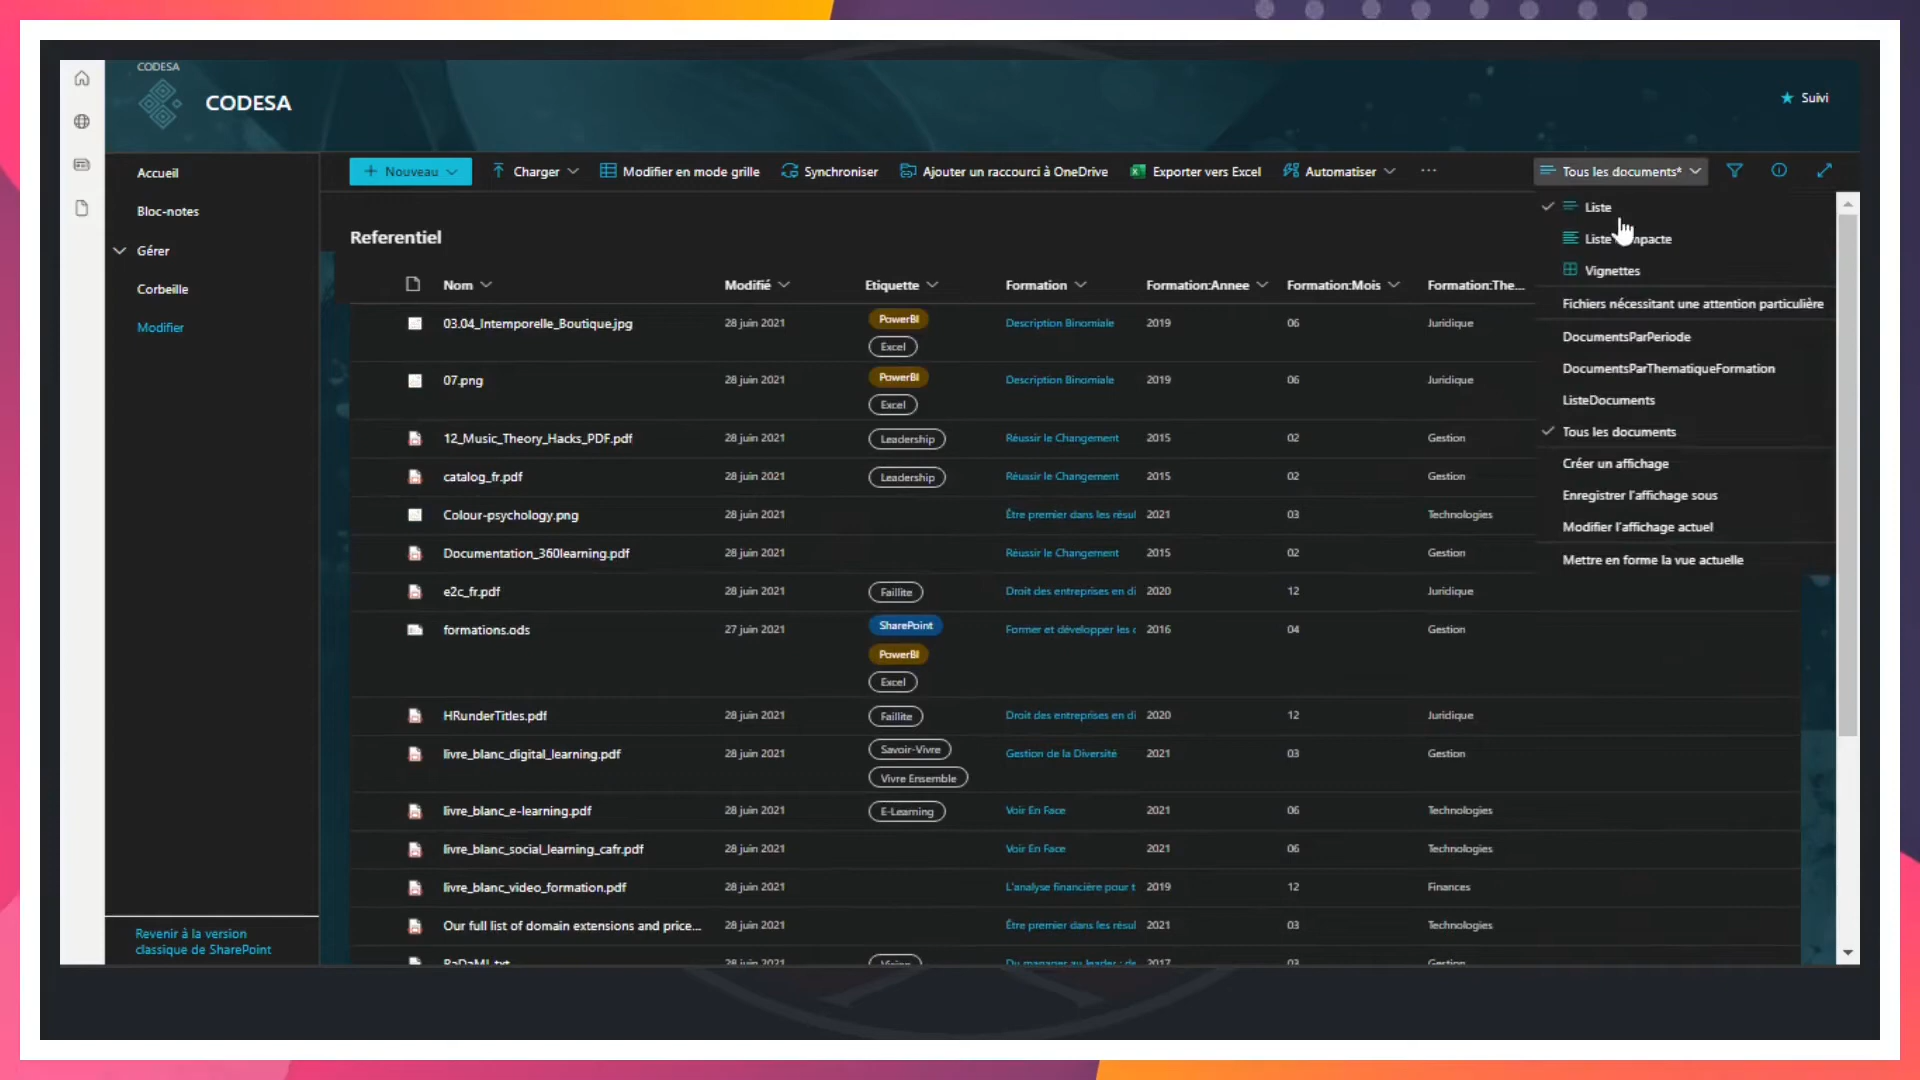 CODESA
CODESA
Suivi
Accueil
Bloc-notes
Gérer
Corbeille
Modifier
Revenir à la version
classique de SharePoint
Nouveau Charger Modifier en mode grille Synchroniser Ajouter un raccourci à OneDrive Exporter vers Excel Automatiser ... Tous les documents*
Referentiel
Nom Modifié Etiquette Formation Formation:Annee Formation:Mois Formation:The...
03.04_Intemporelle_Boutique.jpg 28 juin 2021 PowerBI Description Binomiale 2019 06 Juridique
Excel
07.png 28 juin 2021 PowerBI Description Binomiale 2019 06 Juridique
Excel
12_Music_Theory_Hacks_PDF.pdf 28 juin 2021 Leadership Réussir le Changement 2015 02 Gestion
catalog_fr.pdf 28 juin 2021 Leadership Réussir le Changement 2015 02 Gestion
Colour-psychology.png 28 juin 2021 Être premier dans les résul 2021 03 Technologies
Documentation_360learning.pdf 28 juin 2021 Réussir le Changement 2015 02 Gestion
e2c_fr.pdf 28 juin 2021 Faillite Droit des entreprises en di 2020 12 Juridique
formations.ods 27 juin 2021 SharePoint Former et développer les c 2016 04 Gestion
PowerBI
Excel
HRunderTitles.pdf 28 juin 2021 Faillite Droit des entreprises en di 2020 12 Juridique
livre_blanc_digital_learning.pdf 28 juin 2021 Savoir-Vivre Gestion de la Diversité 2021 03 Gestion
Vivre Ensemble
livre_blanc_e-learning.pdf 28 juin 2021 E-Learning Voir En Face 2021 06 Technologies
livre_blanc_social_learning_cafr.pdf 28 juin 2021 Voir En Face 2021 06 Technologies
livre_blanc_video_formation.pdf 28 juin 2021 L'analyse financière pour t 2019 12 Finances
Our full list of domain extensions and price... 28 juin 2021 Être premier dans les résul 2021 03 Technologies
28 juin 2021 Vision Du manager au leader : de 2017 03 Gestion
Liste
Liste
Vignettes
Fichiers nécessitant une attention particulière
DocumentsParPeriode
DocumentsParThematiqueFormation
ListeDocuments
Tous les documents
Créer un affichage
Enregistrer l'affichage sous
Modifier l'affichage actuel
Mettre en forme la vue actuelle